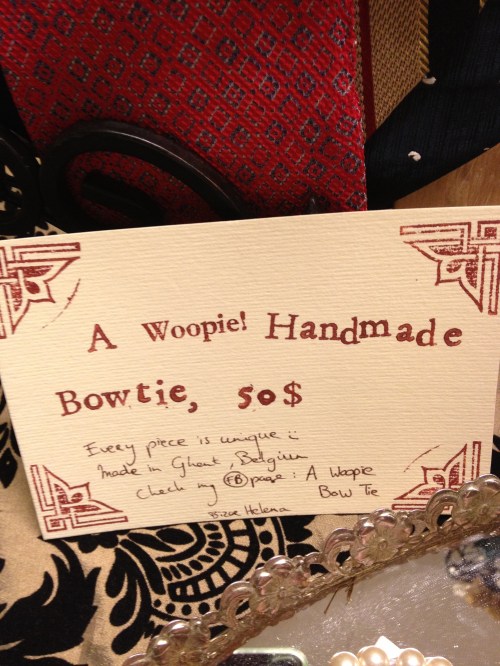 A Woopie! Handmade
Bowtie, 50$
Every piece is unique :)
made in Ghent, Belgium
Check my FB page: A Woopie
Bow Tie
Helena